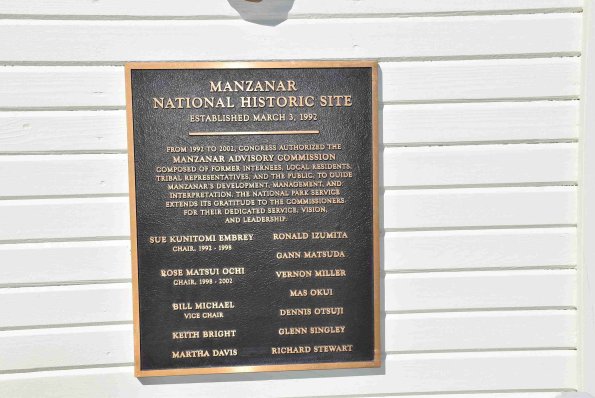 MANZANAR
NATIONAL HISTORIC SITE
ESTABLISHED MARCH 3, 1992
FROM 1992 TO 2002, CONGRESS AUTHORIZED THE
MANZANAR ADVISORY COMMISSION
COMPOSED OF FORMER INTERNEES, LOCAL RESIDENTS,
TRIBAL REPRESENTATIVES, AND THE PUBLIC, TO GUIDE
MANZANAR'S DEVELOPMENT, MANAGEMENT, AND
INTERPRETATION. THE NATIONAL PARK SERVICE
EXTENDS ITS GRATITUDE TO THE COMMISSIONERS
FOR THEIR DEDICATED SERVICE, VISION,
AND LEADERSHIP.
SUE KUNITOMI EMBREY
CHAIR, 1992 - 1998
ROSE MATSUI OCHI
CHAIR, 1998 - 2002
BILL MICHAEL
VICE CHAIR
KEITH BRIGHT
MARTHA DAVIS
RONALD IZUMITA
GANN MATSUDA
VERNON MILLER
MAS OKUI
DENNIS OTSUJI
GLENN SINGLEY
RICHARD STEWART